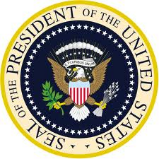 SEAL OF THE PRESIDENT OF THE UNITED STATES